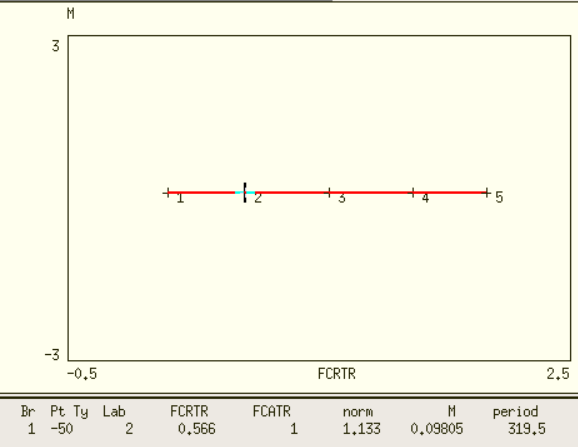 M
3
1 2 3 4 5
-3
-0.5 FCRTR 2.5
Br Pt Ty Lab FCRTR FCATR norm M period
1 -50 2 0.566 1 1.133 0.09805 319.5